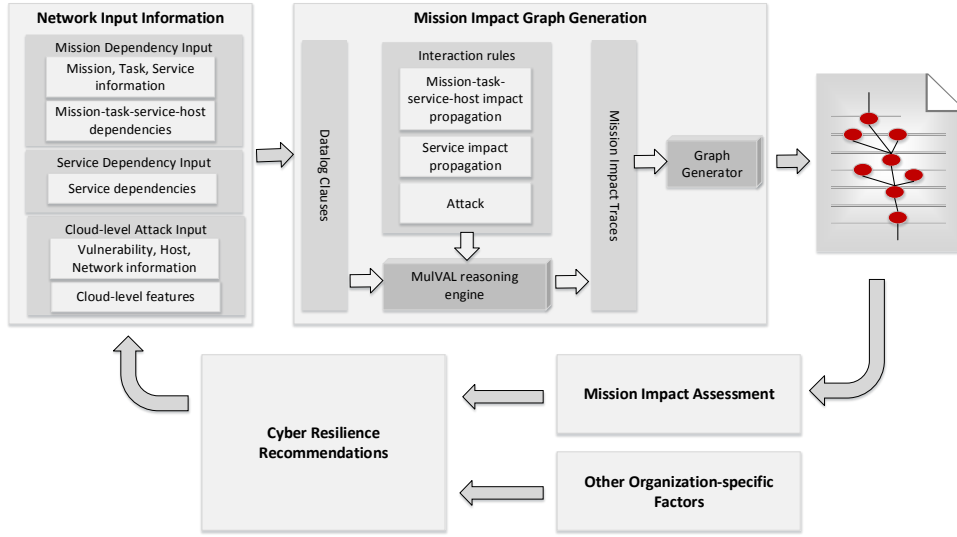 Network Input Information
Mission Dependency Input
Mission, Task, Service
information
Mission-task-service-host
dependencies
Service Dependency Input
Service dependencies
Cloud-level Attack Input
Vulnerability, Host,
Network information
Cloud-level features
Mission Impact Graph Generation
Datalog Clauses
Interaction rules
Mission-task-
service-host impact
propagation
Service impact
propagation
Attack
MulVAL reasoning
engine
Mission Impact Traces
Graph
Generator
Cyber Resilience
Recommendations
Mission Impact Assessment
Other Organization-specific
Factors